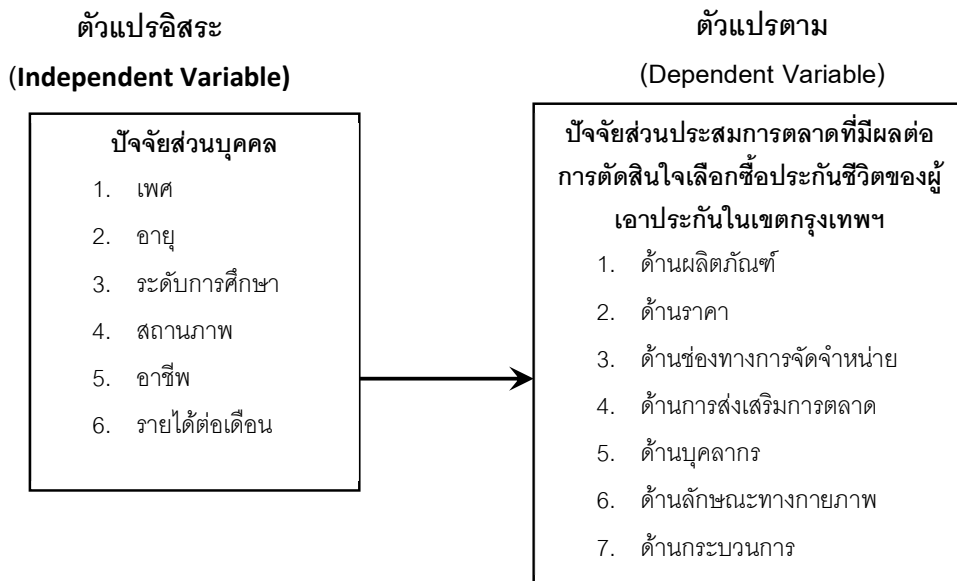 ตัวแปรอิสระ
(Independent Variable)
ปัจจัยส่วนบุคคล
1. เพศ
2. อายุ
3. ระดับการศึกษา
4. สถานภาพ
5. อาชีพ
6. รายได้ต่อเดือน
ตัวแปรตาม
(Dependent Variable)
ปัจจัยส่วนประสมการตลาดที่มีผลต่อ
การตัดสินใจเลือกซื้อประกันชีวิตของผู้
เอาประกันในเขตกรุงเทพฯ
1. ด้านผลิตภัณฑ์
2. ด้านราคา
3. ด้านช่องทางการจัดจำหน่าย
4. ด้านการส่งเสริมการตลาด
5. ด้านบุคลากร
6. ด้านลักษณะทางกายภาพ
7. ด้านกระบวนการ